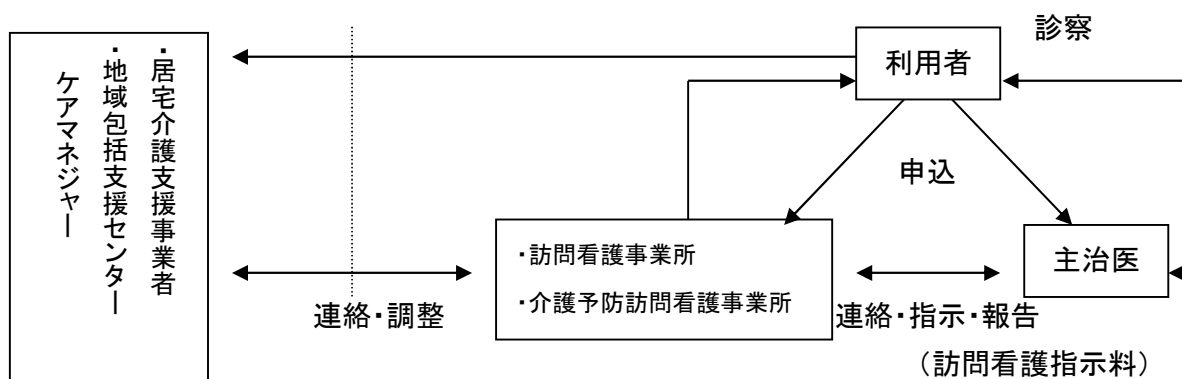 ・居宅介護支援事業者
・地域包括支援センター
ケアマネジャー
診察
利用者
申込
・訪問看護事業所
・介護予防訪問看護事業所
主治医
連絡・調整
連絡・指示・報告
（訪問看護指示料）